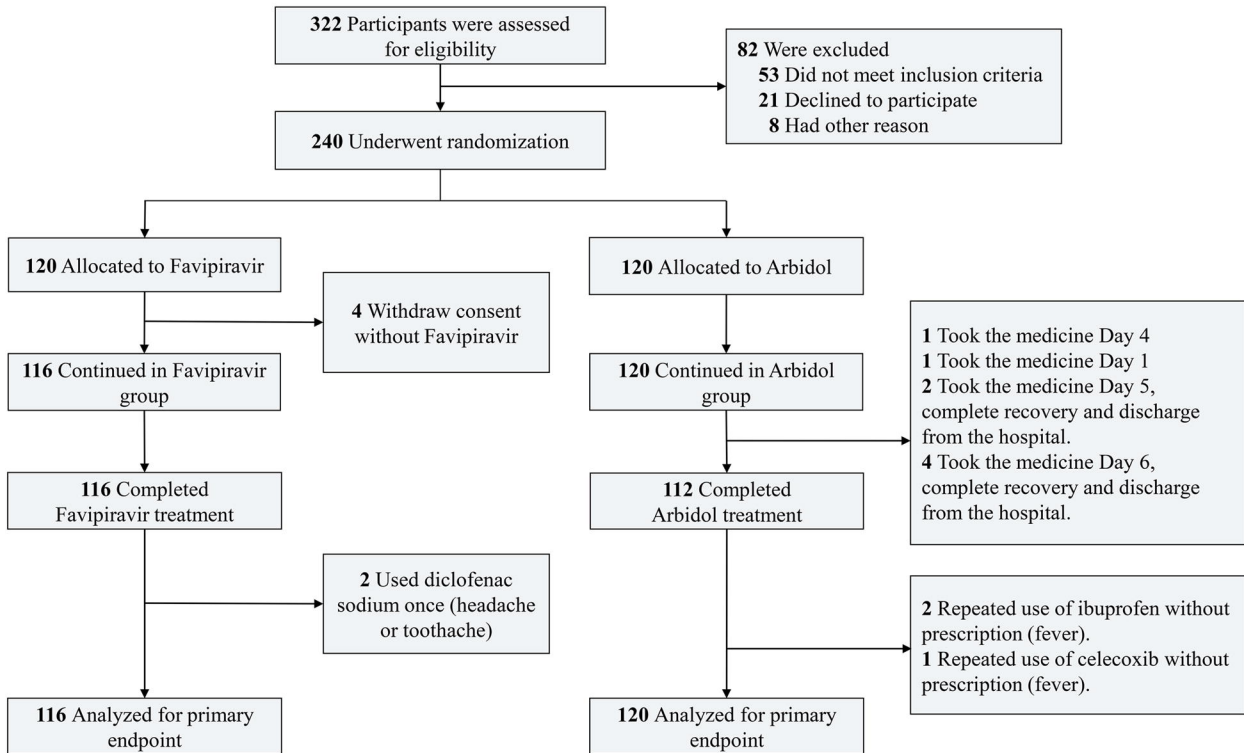 322 Participants were assessed
for eligibility
82 Were excluded
53 Did not meet inclusion criteria
21 Declined to participate
8 Had other reason
240 Underwent randomization
120 Allocated to Favipiravir
120 Allocated to Arbidol
4 Withdraw consent
without Favipiravir
116 Continued in Favipiravir
group
120 Continued in Arbidol
group
1 Took the medicine Day 4
1 Took the medicine Day 1
2 Took the medicine Day 5,
complete recovery and discharge
from the hospital.
4 Took the medicine Day 6,
complete recovery and discharge
from the hospital.
116 Completed
Favipiravir treatment
112 Completed
Arbidol treatment
2 Used diclofenac
sodium once (headache
or toothache)
2 Repeated use of ibuprofen without
prescription (fever).
1 Repeated use of celecoxib without
prescription (fever).
116 Analyzed for primary
endpoint
120 Analyzed for primary
endpoint